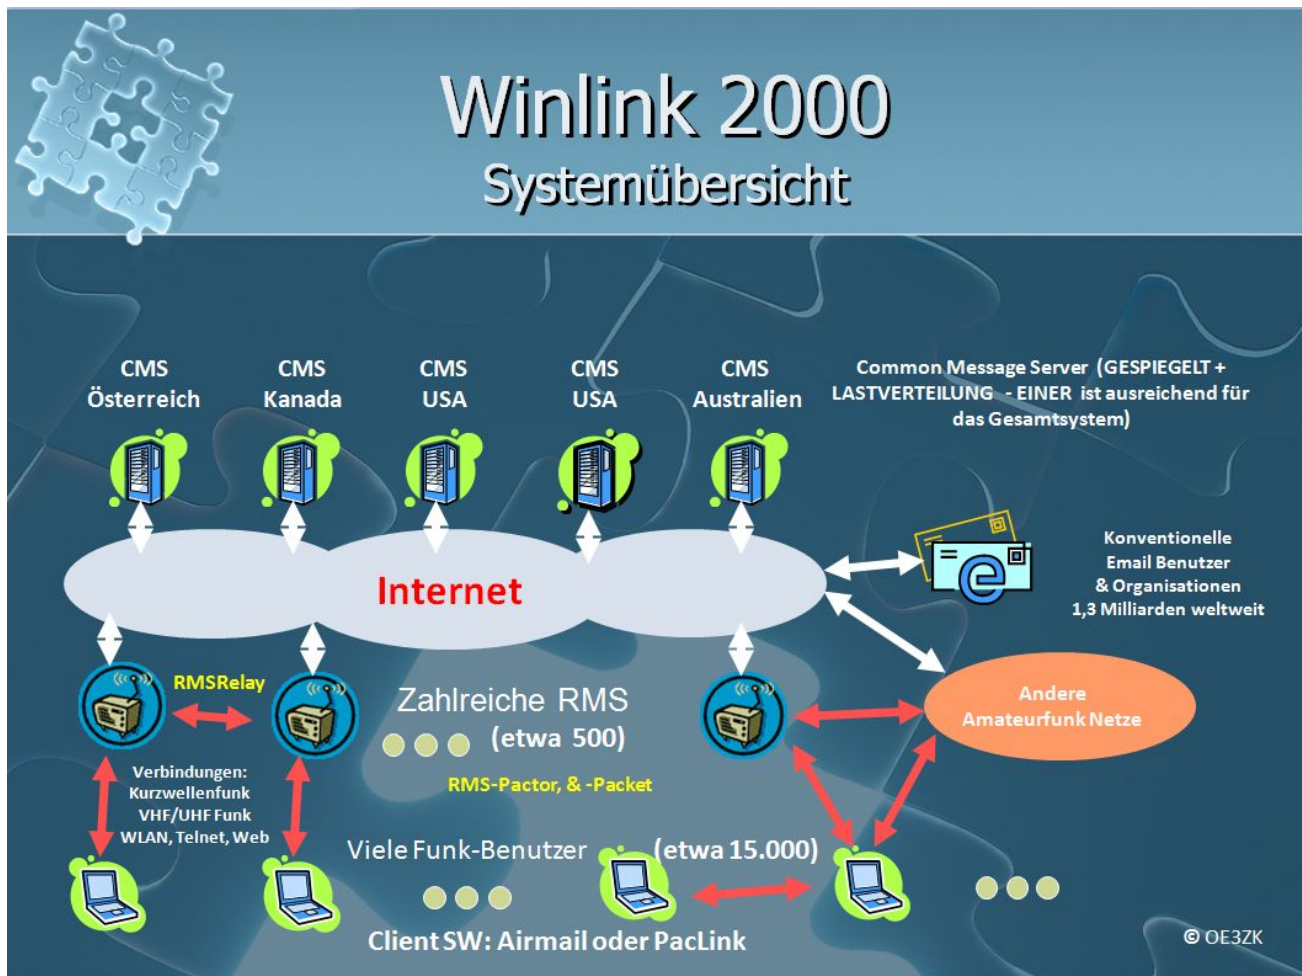 Winlink 2000
Systemübersicht
CMS
Österreich
CMS
Kanada
CMS
USA
CMS
USA
CMS
Australien
Common Message Server (GESPIEGELT +
LASTVERTEILUNG - EINER ist ausreichend für
das Gesamtsystem)
Internet
Konventionelle
Email Benutzer
& Organisationen
1,3 Milliarden weltweit
RMSRelay
Zahlreiche RMS
(etwa 500)
RMS-Pactor, & -Packet
Andere
Amateurfunk Netze
Verbindungen:
Kurzwellenfunk
VHF/UHF Funk
WLAN, Telnet, Web
Viele Funk-Benutzer (etwa 15.000)
Client SW: Airmail oder PacLink
© OE3ZK